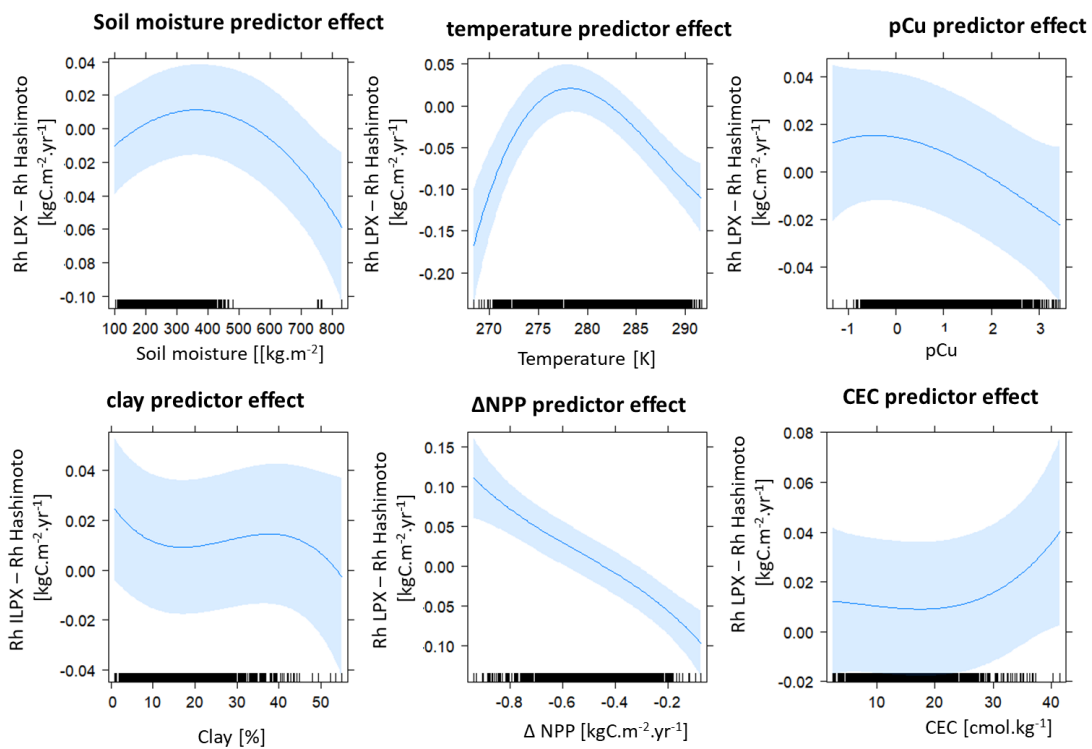 Soil moisture predictor effect
Rh LPX – Rh Hashimoto
[kgC.m-2.yr-1]
0.04
0.02
-0.00
-0.02
-0.04
-0.06
-0.08
-0.10
100 200 300 400 500 600 700 800
Soil moisture [[kg.m-2]
temperature predictor effect
Rh LPX – Rh Hashimoto
[kgC.m-2.yr-1]
0.05
0.00
-0.05
-0.10
-0.15
-0.20
270 275 280 285 290
Temperature [K]
pCu predictor effect
Rh LPX – Rh Hashimoto
[kgC.m-2.yr-1]
0.04
0.02
0.00
-0.02
-0.04
-1 0 1 2 3
pCu
clay predictor effect
Rh ILPX – Rh Hashimoto
[kgC.m-2.yr-1]
0.04
0.02
0.00
-0.02
-0.04
0 10 20 30 40 50
Clay [%]
ΔNPP predictor effect
Rh LPX – Rh Hashimoto
[kgC.m-2.yr-1]
0.15
0.10
0.05
0.00
-0.05
-0.10
-0.8 -0.6 -0.4 -0.2
Δ NPP [kgC.m-2.yr-1]
CEC predictor effect
Rh LPX – Rh Hashimoto
[kgC.m-2.yr-1]
0.08
0.06
0.04
0.02
0.00
-0.02
10 20 30 40
CEC [cmol.kg-1]